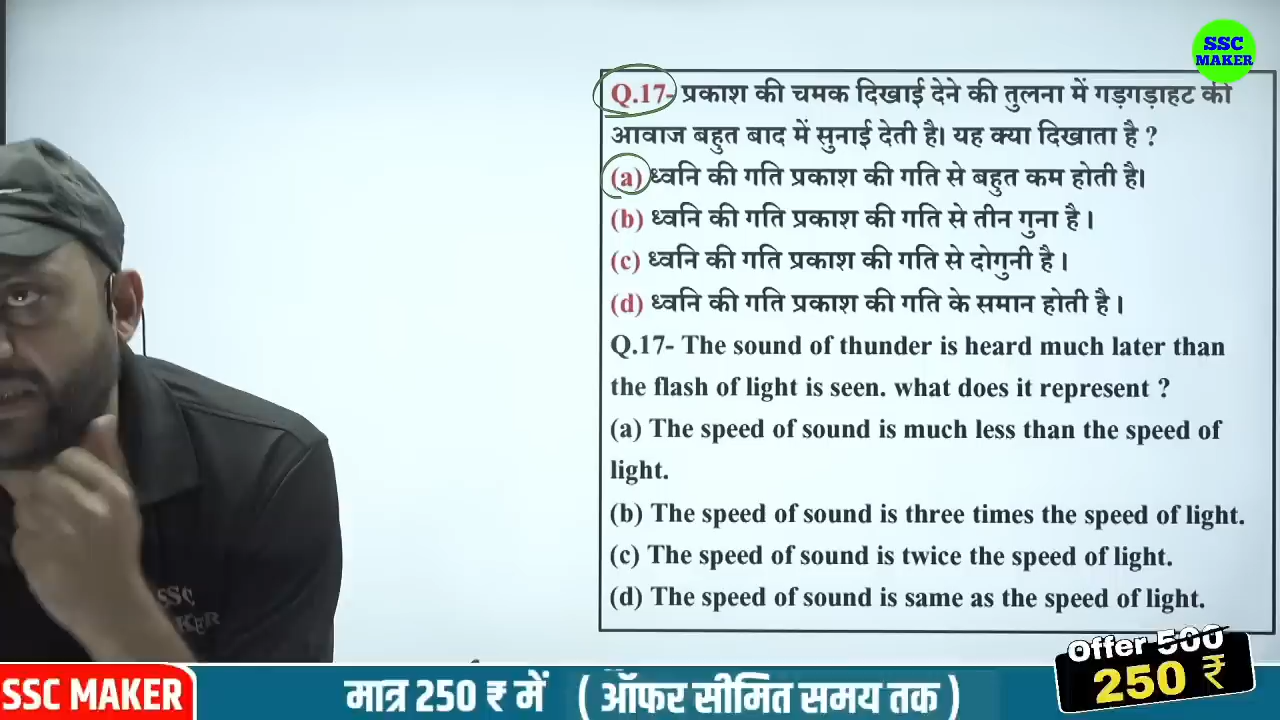 SSC
MAKER
Q.17- प्रकाश की चमक दिखाई देने की तुलना में गड़गड़ाहट की
आवाज बहुत बाद में सुनाई देती है। यह क्या दिखाता है ?
(a) ध्वनि की गति प्रकाश की गति से बहुत कम होती है।
(b) ध्वनि की गति प्रकाश की गति से तीन गुना है ।
(c) ध्वनि की गति प्रकाश की गति से दोगुनी है ।
(d) ध्वनि की गति प्रकाश की गति के समान होती है ।
Q.17- The sound of thunder is heard much later than
the flash of light is seen. what does it represent ?
(a) The speed of sound is much less than the speed of
light.
(b) The speed of sound is three times the speed of light.
(c) The speed of sound is twice the speed of light.
(d) The speed of sound is same as the speed of light.
SSC
Offer 500
250 ₹
SSC MAKER
मात्र 250 ₹ में ( ऑफर सीमित समय तक )